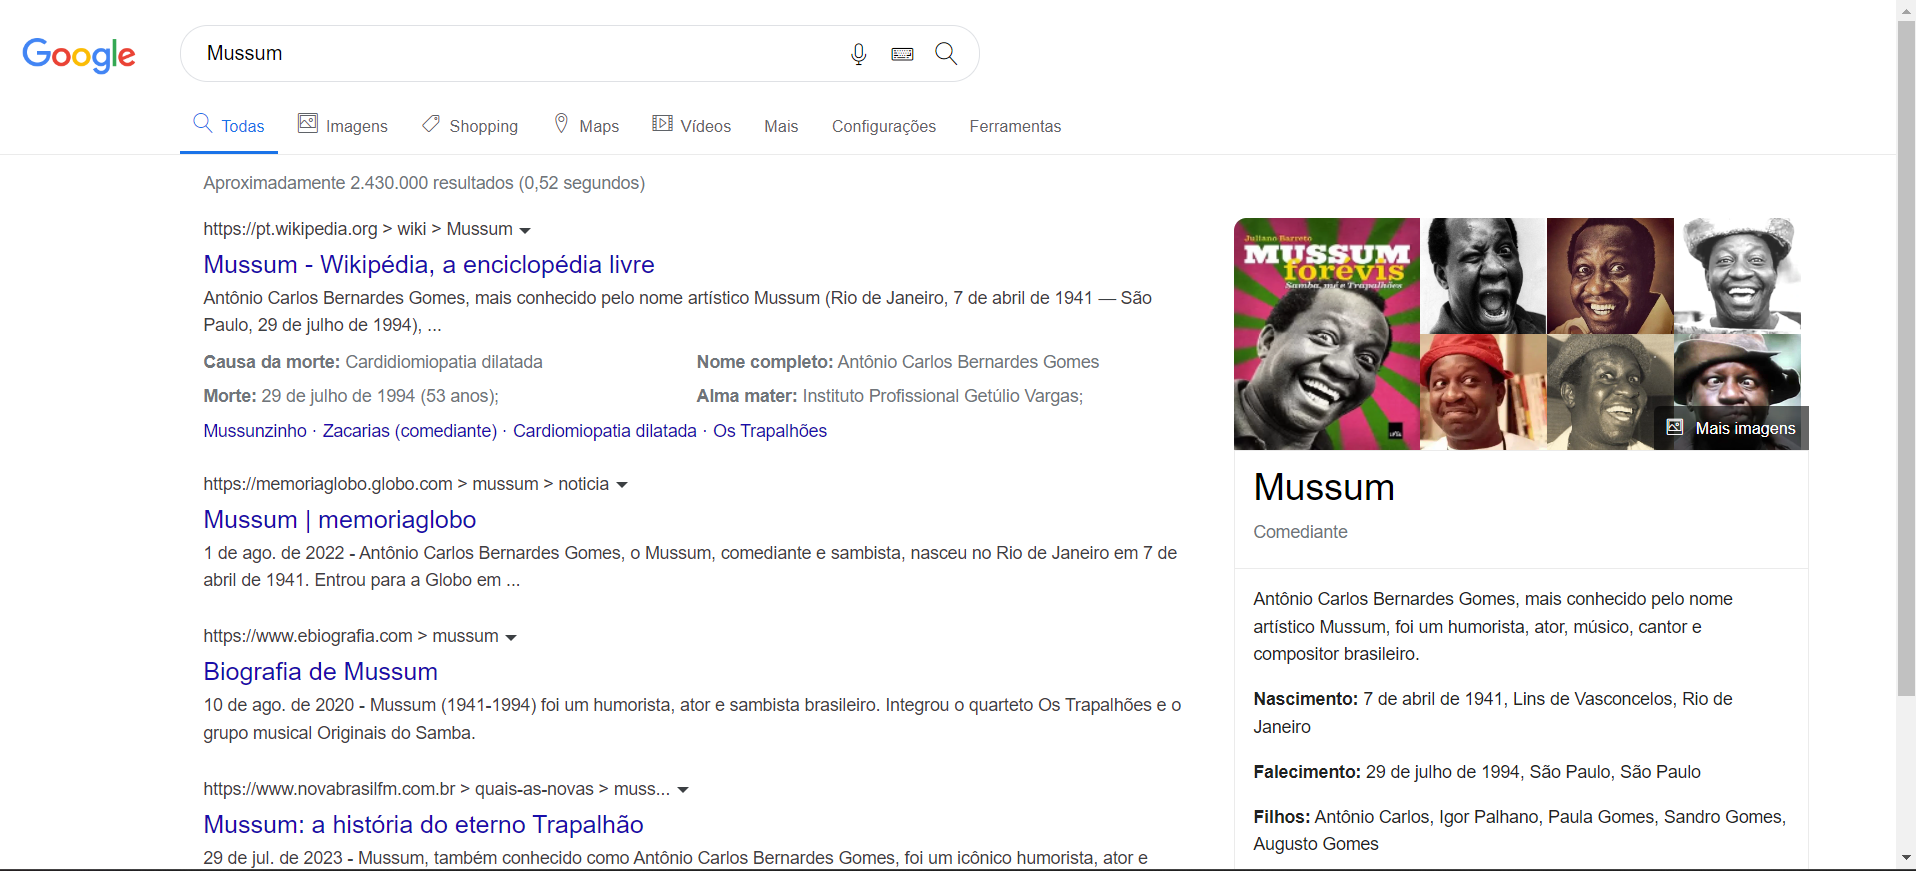 Google
Mussum
Todas
Imagens
Shopping
Maps
Vídeos
Mais
Configurações
Ferramentas
Aproximadamente 2.430.000 resultados (0,52 segundos)
https://pt.wikipedia.org > wiki > Mussum
Mussum - Wikipédia, a enciclopédia livre
Antônio Carlos Bernardes Gomes, mais conhecido pelo nome artístico Mussum (Rio de Janeiro, 7 de abril de 1941 — São
Paulo, 29 de julho de 1994), ...
Causa da morte: Cardidiomiopatia dilatada
Nome completo: Antônio Carlos Bernardes Gomes
Morte: 29 de julho de 1994 (53 anos);
Alma mater: Instituto Profissional Getúlio Vargas;
Mussunzinho · Zacarias (comediante) · Cardiomiopatia dilatada · Os Trapalhões
https://memoriaglobo.globo.com > mussum > noticia
Mussum | memoriaglobo
1 de ago. de 2022 - Antônio Carlos Bernardes Gomes, o Mussum, comediante e sambista, nasceu no Rio de Janeiro em 7 de
abril de 1941. Entrou para a Globo em ...
https://www.ebiografia.com > mussum
Biografia de Mussum
10 de ago. de 2020 - Mussum (1941-1994) foi um humorista, ator e sambista brasileiro. Integrou o quarteto Os Trapalhões e o
grupo musical Originais do Samba.
https://www.novabrasilfm.com.br > quais-as-novas > muss...
Mussum: a história do eterno Trapalhão
29 de jul. de 2023 - Mussum, também conhecido como Antônio Carlos Bernardes Gomes, foi um icônico humorista, ator e
Juliano Barreto
MUSSUM
forévis
Samba, mé e Trapalhões
Mais imagens
Mussum
Comediante
Antônio Carlos Bernardes Gomes, mais conhecido pelo nome
artístico Mussum, foi um humorista, ator, músico, cantor e
compositor brasileiro.
Nascimento: 7 de abril de 1941, Lins de Vasconcelos, Rio de
Janeiro
Falecimento: 29 de julho de 1994, São Paulo, São Paulo
Filhos: Antônio Carlos, Igor Palhano, Paula Gomes, Sandro Gomes,
Augusto Gomes